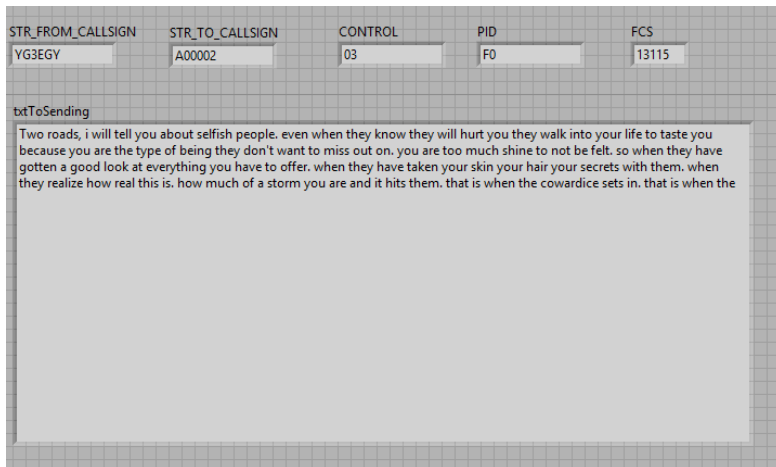 STR_FROM_CALLSIGN STR_TO_CALLSIGN CONTROL PID FCS
YG3EGY A00002 03 F0 13115
txtToSending
Two roads, i will tell you about selfish people. even when they know they will hurt you they walk into your life to taste you
because you are the type of being they don't want to miss out on. you are too much shine to not be felt. so when they have
gotten a good look at everything you have to offer. when they have taken your skin your hair your secrets with them. when
they realize how real this is. how much of a storm you are and it hits them. that is when the cowardice sets in. that is when the